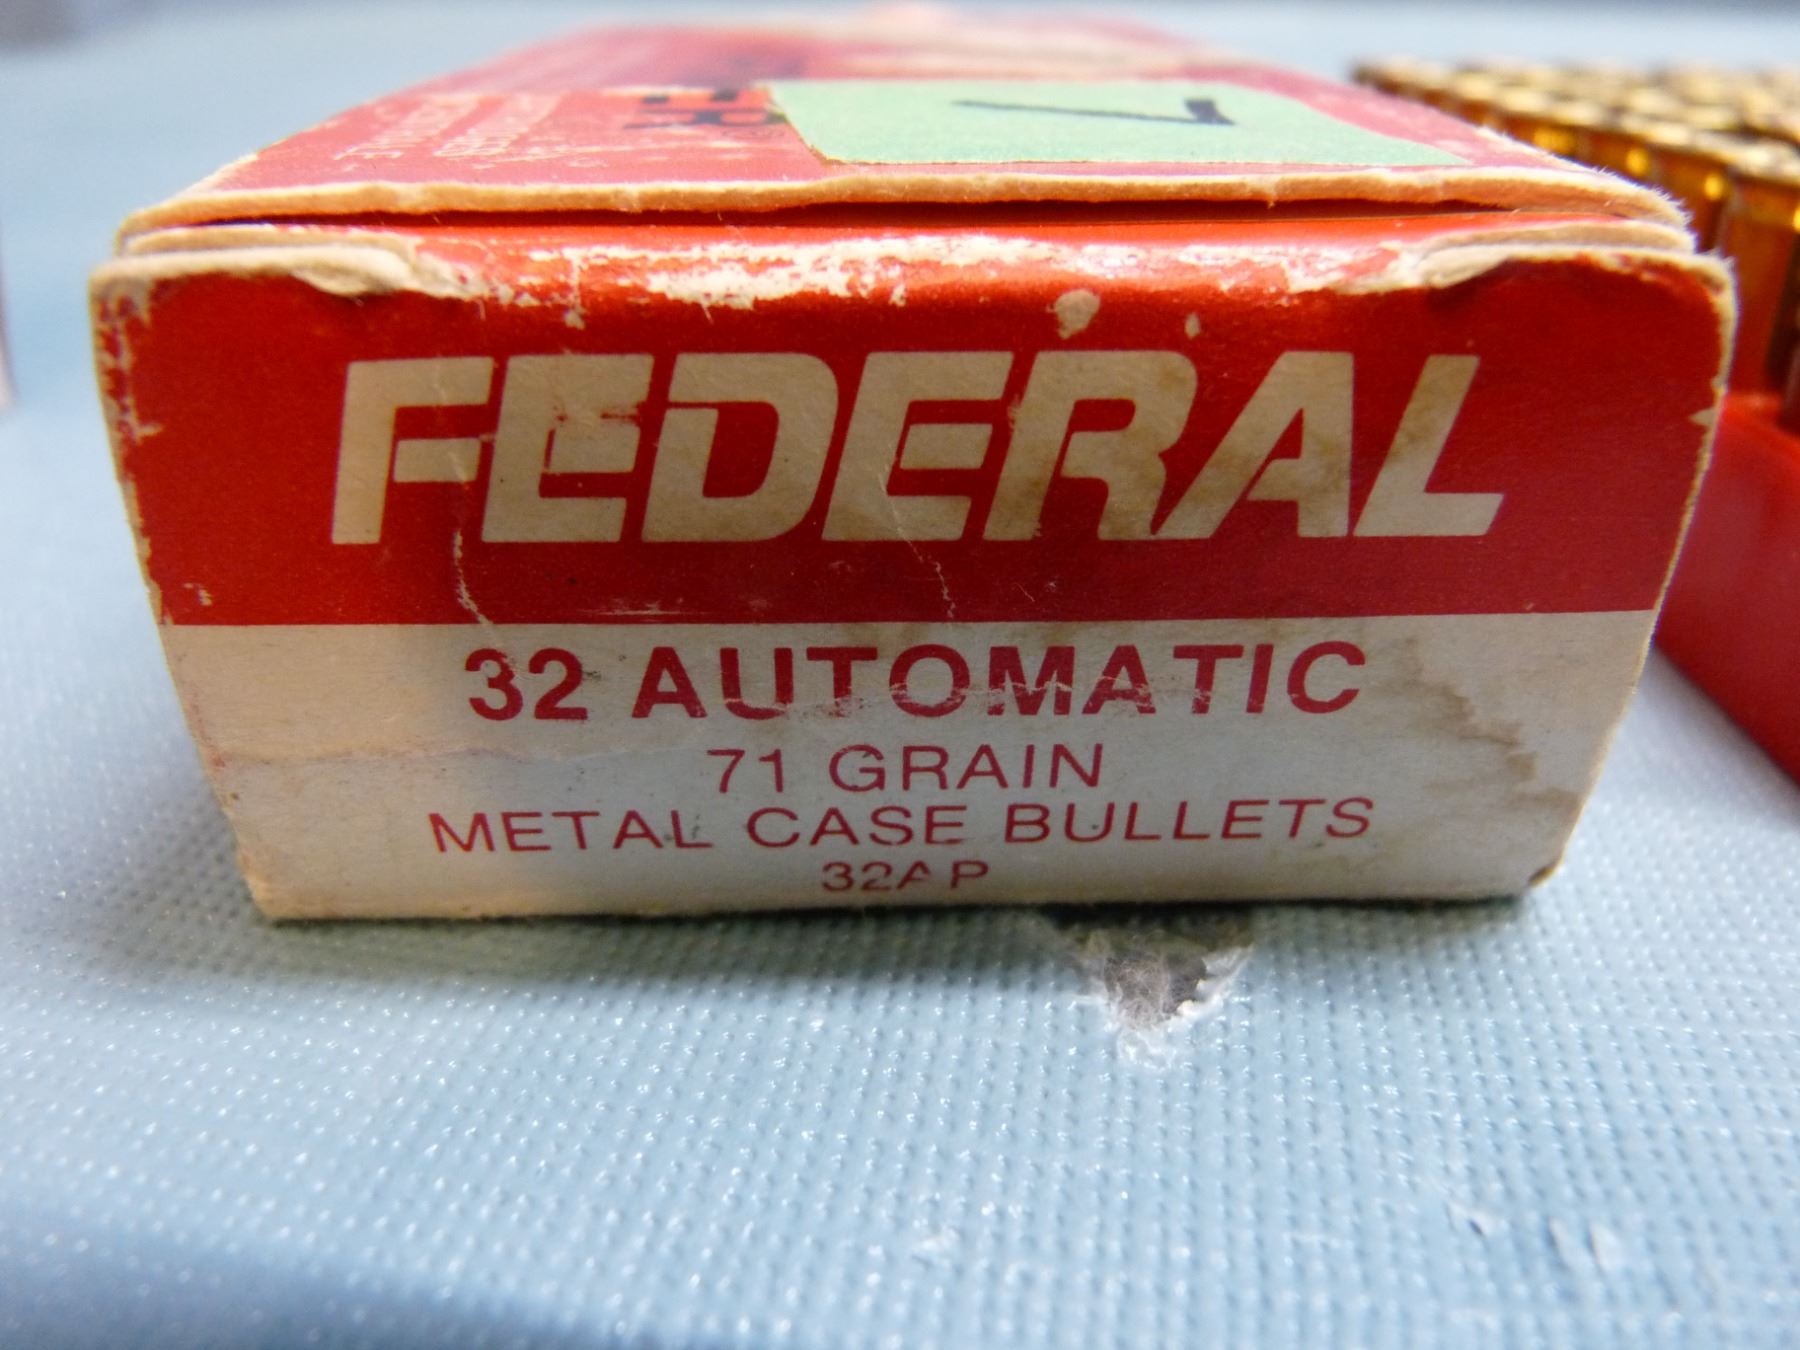 FEDERAL
32 AUTOMATIC
71 GRAIN
METAL CASE BULLETS
32AP